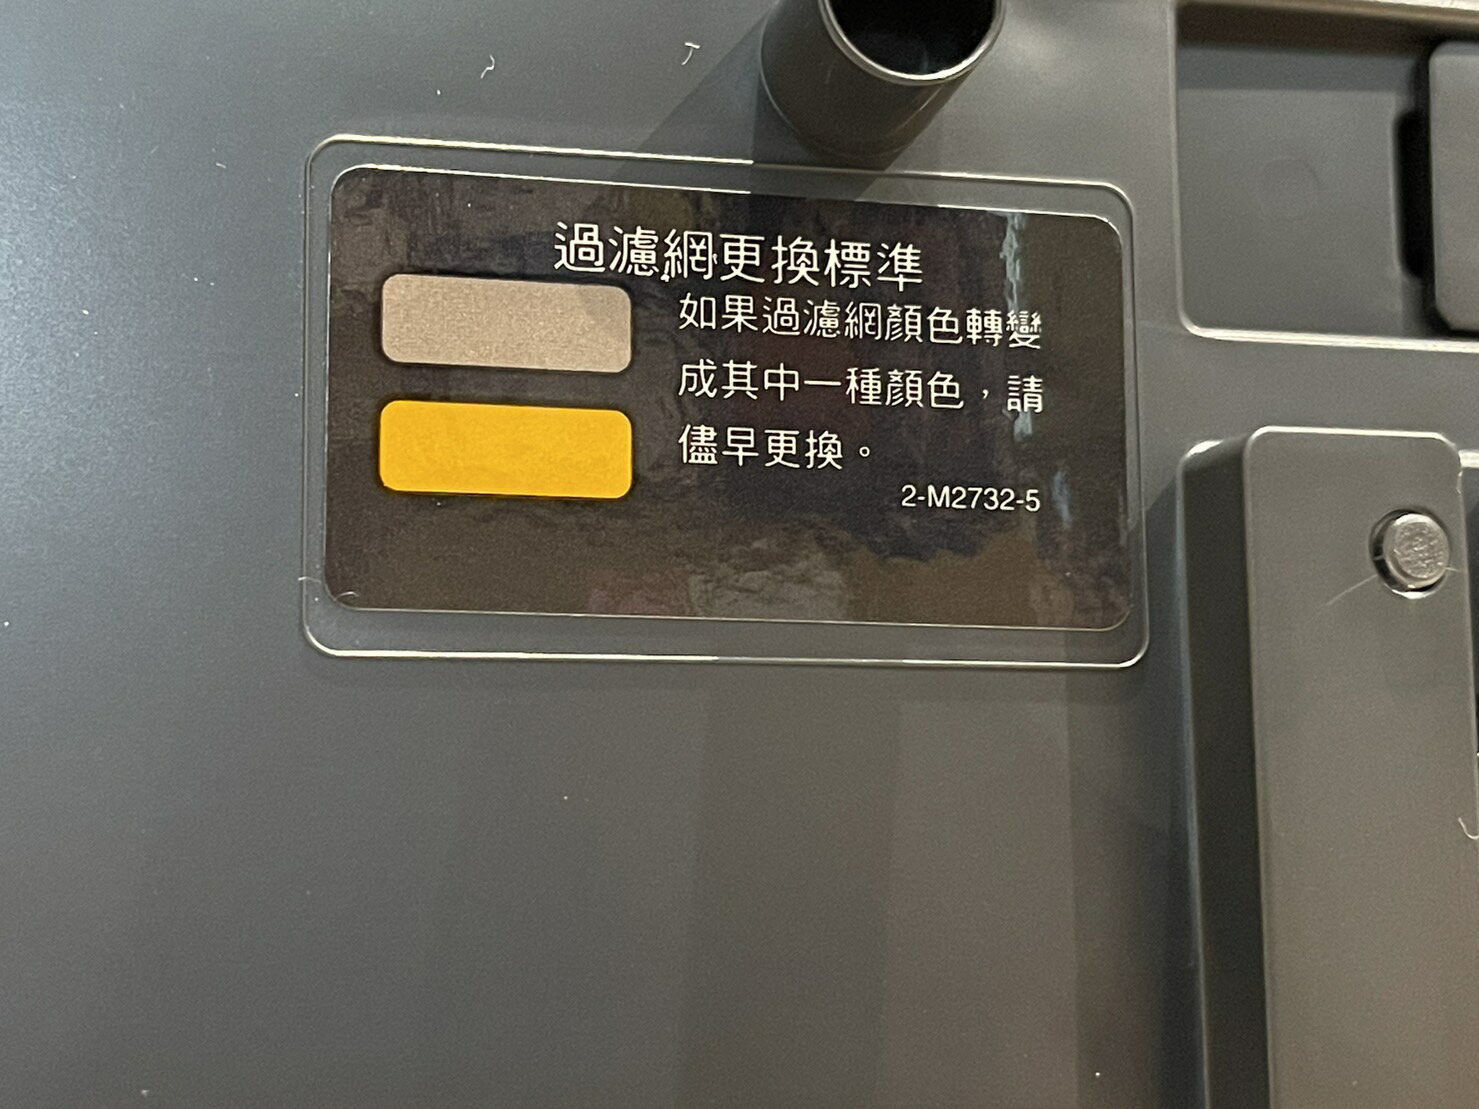 過濾網更換標準
如果過濾網顏色轉變
成其中一種顏色，請
儘早更換。
2-M2732-5